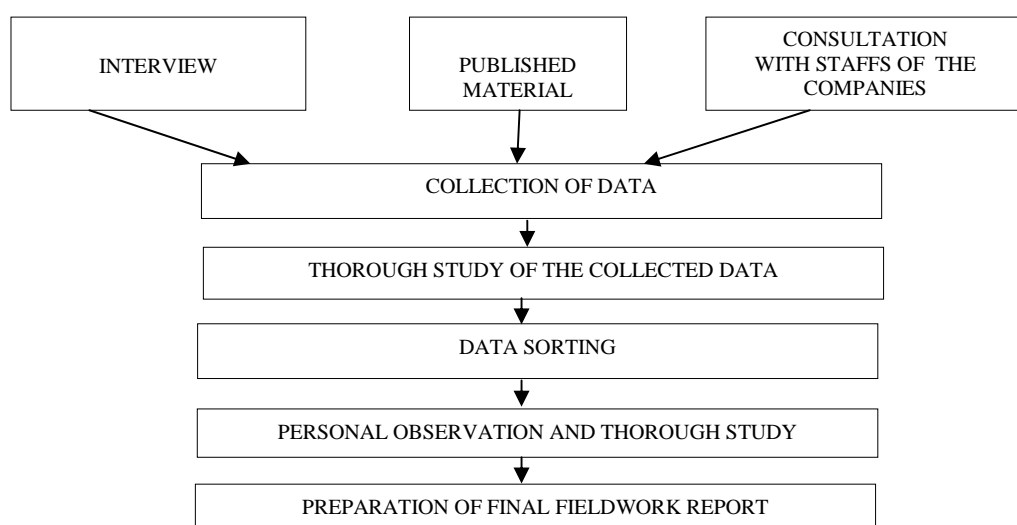 INTERVIEW
PUBLISHED
MATERIAL
CONSULTATION
WITH STAFFS OF THE
COMPANIES
COLLECTION OF DATA
THOROUGH STUDY OF THE COLLECTED DATA
DATA SORTING
PERSONAL OBSERVATION AND THOROUGH STUDY
PREPARATION OF FINAL FIELDWORK REPORT